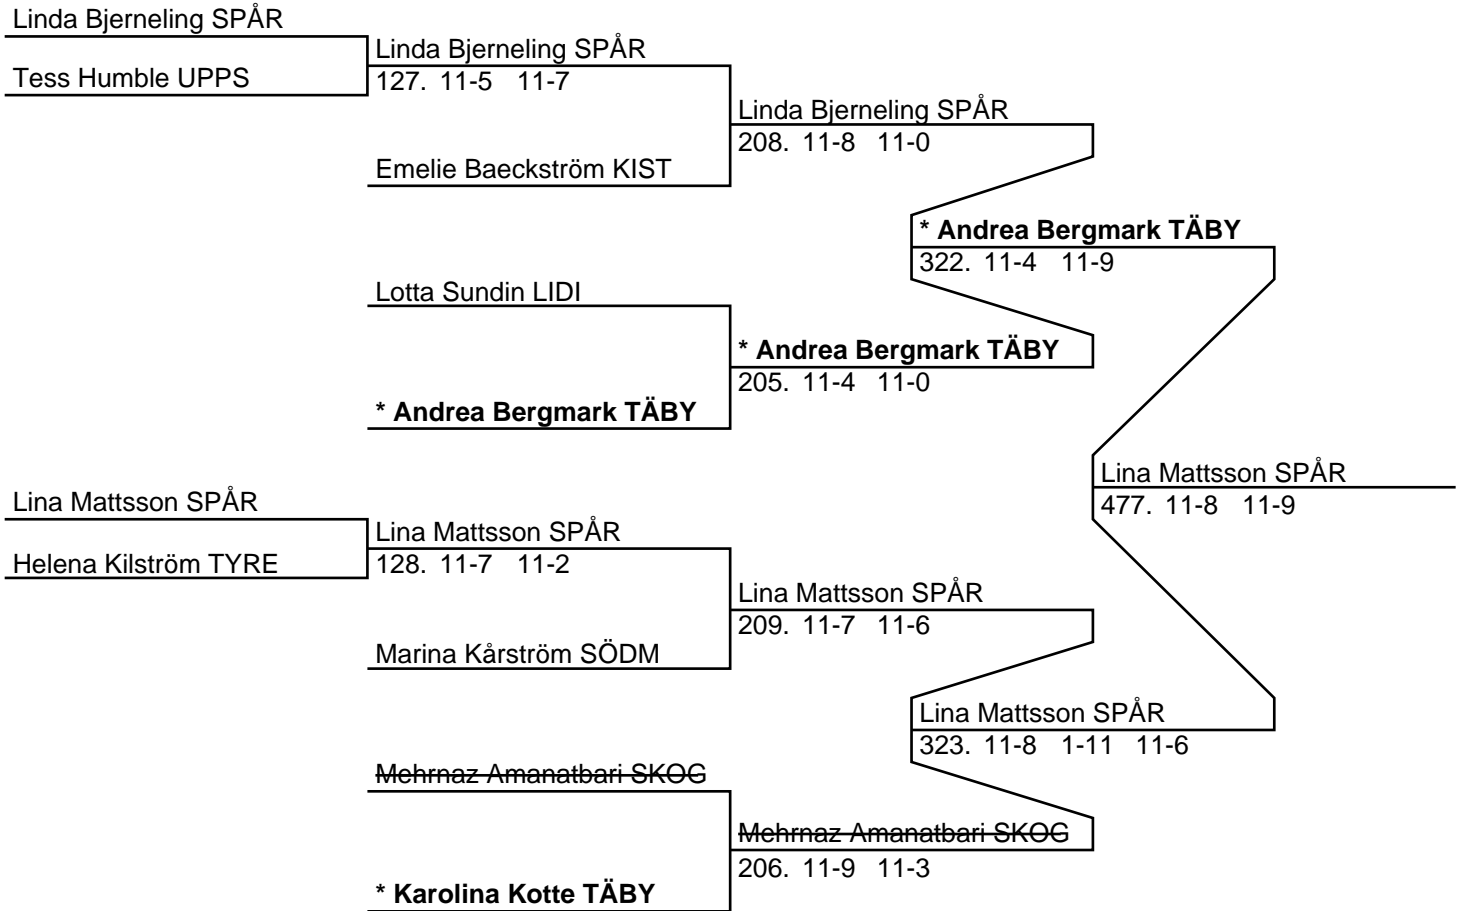 Linda Bjerneling SPÅR
Linda Bjerneling SPÅR
Tess Humble UPPS
127. 11-5 11-7
Linda Bjerneling SPÅR
208. 11-8 11-0
Emelie Baeckström KIST
* Andrea Bergmark TÄBY
322. 11-4 11-9
Lotta Sundin LIDI
* Andrea Bergmark TÄBY
205. 11-4 11-0
* Andrea Bergmark TÄBY
Lina Mattsson SPÅR
477. 11-8 11-9
Lina Mattsson SPÅR
Lina Mattsson SPÅR
Helena Kilström TYRE
128. 11-7 11-2
Lina Mattsson SPÅR
209. 11-7 11-6
Marina Kårström SÖDM
Lina Mattsson SPÅR
323. 11-8 1-11 11-6
Mehrnaz Amanatbari SKOG
Mehrnaz Amanatbari SKOG
206. 11-9 11-3
* Karolina Kotte TÄBY